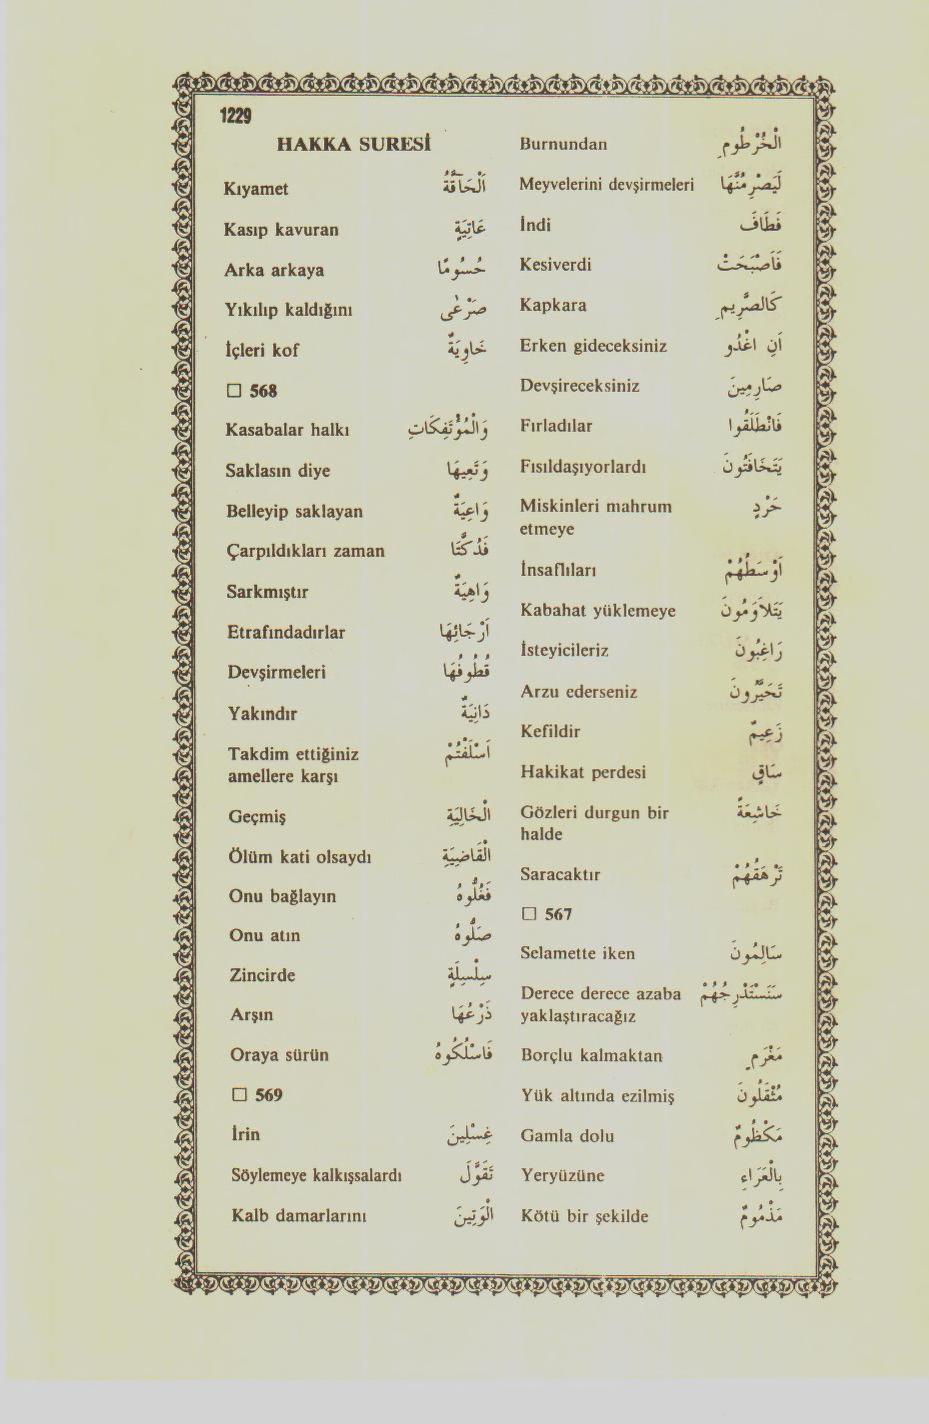 1229
Burnundan الْخُرْطُومِ
Meyvelerini devşirmeleri لَيَصْرِمُنَّهَا
İndi فَطَافَ
Kesiverdi فَاَصْبَحَتْ
Kapkara كَالصَّرِيمِ
Erken gideceksiniz اَنِ اغْدُو
Devşireceksiniz صَارِمِينَ
Fırladılar فَانْطَلَقُوا
Fısıldaşıyorlardı يَتَخَافَتُونَ
Miskinleri mahrum حَرْدٍ
etmeye
İnsaflıları اَوْسَطُهُمْ
Kabahat yüklemeye يَتَلَاوَمُونَ
İsteyicileriz رَاغِبُونَ
Arzu ederseniz تَخَيَّرُونَ
Kefildir زَعِيمٌ
Hakikat perdesi سَاقٍ
Gözleri durgun bir خَاشِعَةً
halde
Saracaktır تَرْهَقُهُمْ
□ 567
Selamette iken سَالِمُونَ
Derece derece azaba سَنَسْتَدْرِجُهُمْ
yaklaştıracağız
Borçlu kalmaktan مَغْرَمٍ
Yük altında ezilmiş مُثْقَلُونَ
Gamla dolu مَكْظُومٌ
Yeryüzüne بِالْعَرَاءِ
Kötü bir şekilde مَذْمُومٌ
HAKKA SURESİ
Kıyamet اَلْحَاقَّةُ
Kasıp kavuran عَاتِيَةٍ
Arka arkaya حُسُومًا
Yıkılıp kaldığını صَرْعٰى
İçleri kof خَاوِيَةٌ
□ 568
Kasabalar halkı وَالْمُؤْتَفِكَاتِ
Saklasın diye وَتَعِيهَا
Belleyip saklayan وَاعِيَةٌ
Çarpıldıkları zaman فَدُكَّتَا
Sarkmıştır وَاهِيَةٌ
Etrafındadırlar اَرْجَائِهَا
Devşirmeleri قُطُوفُهَا
Yakındır دَانِيَةٌ
Takdim ettiğiniz اَسْلَفْتُمْ
amellere karşı
Geçmiş الْخَالِيَةِ
Ölüm kati olsaydı الْقَاضِيَةِ
Onu bağlayın فَغُلُّوهُ
Onu atın صَلُّوهُ
Zincirde سِلْسِلَةٍ
Arşın ذَرْعُهَا
Oraya sürün فَاسْلُكُوهُ
□ 569
İrin غِسْلِينَ
Söylemeye kalkışsalardı تَقَوَّلَ
Kalb damarlarını الْوَتِينَ